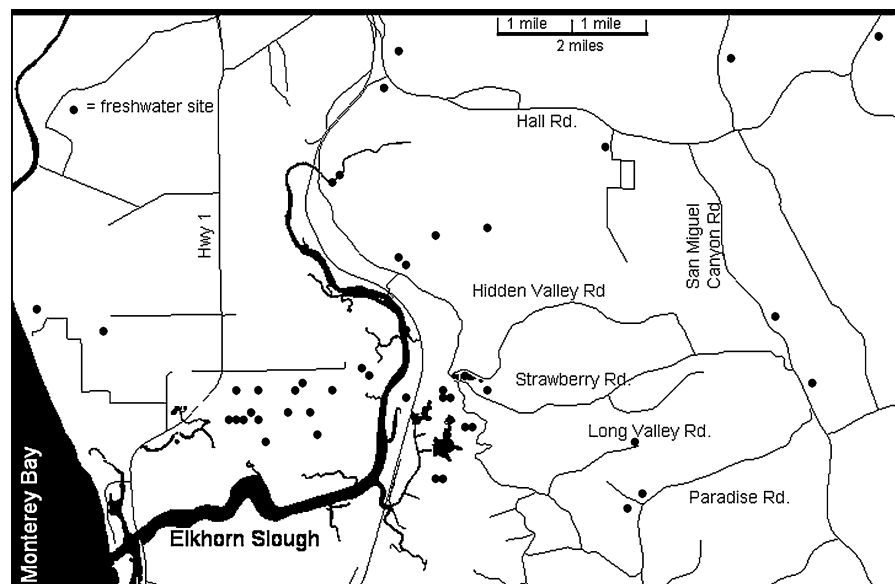 1 mile 1 mile
2 miles
= freshwater site
Hall Rd.
Hwy 1
San Miguel
Canyon Rd
Hidden Valley Rd
Strawberry Rd.
Long Valley Rd.
Paradise Rd.
Elkhorn Slough
Monterey Bay